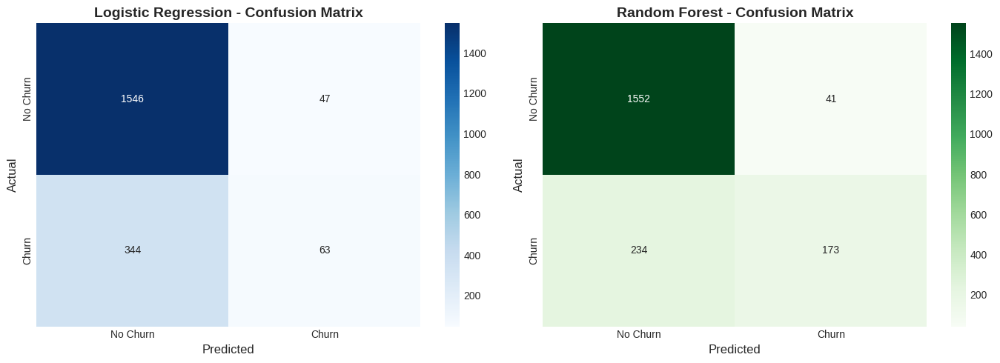 Logistic Regression - Confusion Matrix
No Churn
Churn
Actual
1546
47
344
63
No Churn
Churn
Predicted
1400
1200
1000
800
600
400
200
Random Forest - Confusion Matrix
No Churn
Churn
Actual
1552
41
234
173
No Churn
Churn
Predicted
1400
1200
1000
800
600
400
200